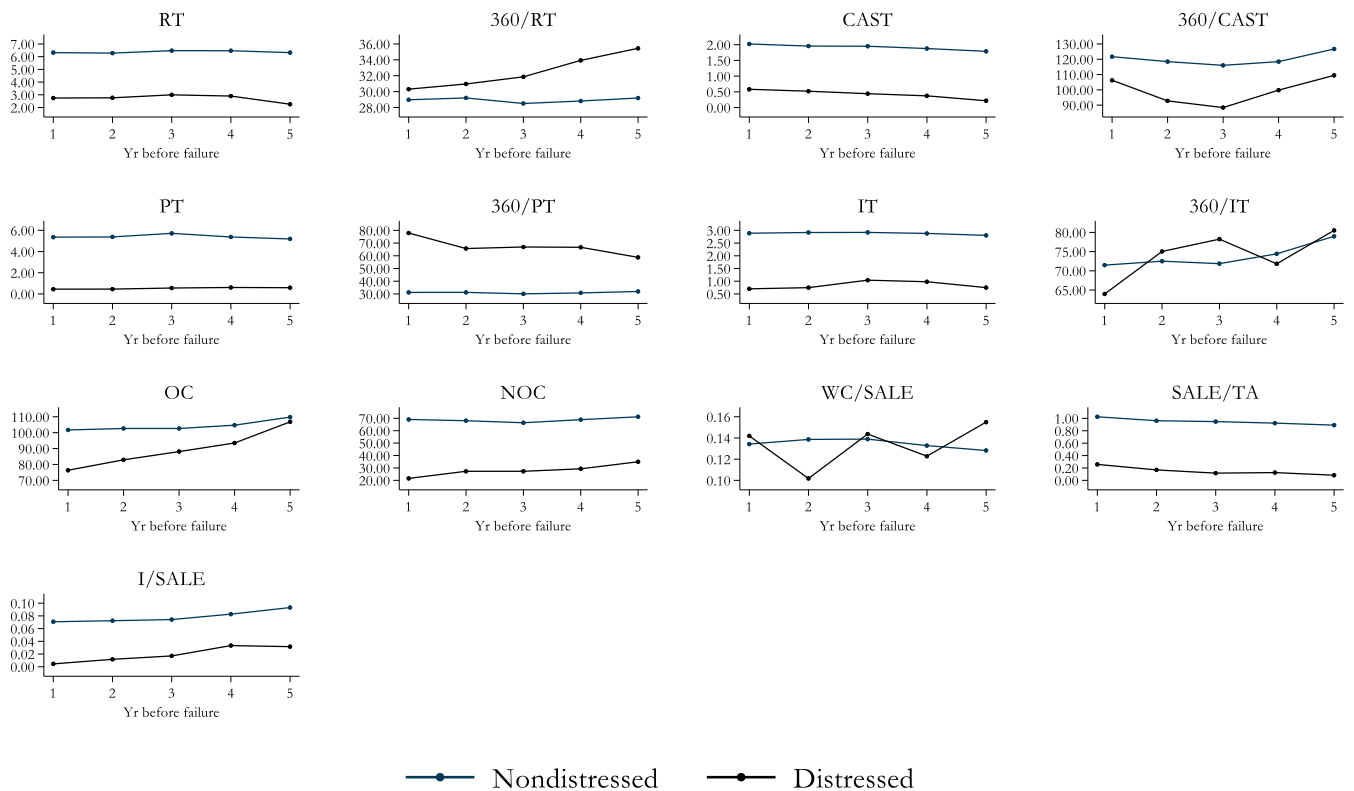 RT
7.00
6.00
5.00
4.00
3.00
2.00
1 2 3 4 5
Yr before failure
360/RT
36.00
34.00
32.00
30.00
28.00
1 2 3 4 5
Yr before failure
CAST
2.00
1.50
1.00
0.50
0.00
1 2 3 4 5
Yr before failure
360/CAST
130.00
120.00
110.00
100.00
90.00
1 2 3 4 5
Yr before failure
PT
6.00
4.00
2.00
0.00
1 2 3 4 5
Yr before failure
360/PT
80.00
70.00
60.00
50.00
40.00
30.00
1 2 3 4 5
Yr before failure
IT
3.00
2.50
2.00
1.50
1.00
0.50
1 2 3 4 5
Yr before failure
360/IT
80.00
75.00
70.00
65.00
1 2 3 4 5
Yr before failure
OC
110.00
100.00
90.00
80.00
70.00
1 2 3 4 5
Yr before failure
NOC
70.00
60.00
50.00
40.00
30.00
20.00
1 2 3 4 5
Yr before failure
WC/SALE
0.16
0.14
0.12
0.10
1 2 3 4 5
Yr before failure
SALE/TA
1.00
0.80
0.60
0.40
0.20
0.00
1 2 3 4 5
Yr before failure
I/SALE
0.10
0.08
0.06
0.04
0.02
0.00
1 2 3 4 5
Yr before failure
Nondistressed Distressed